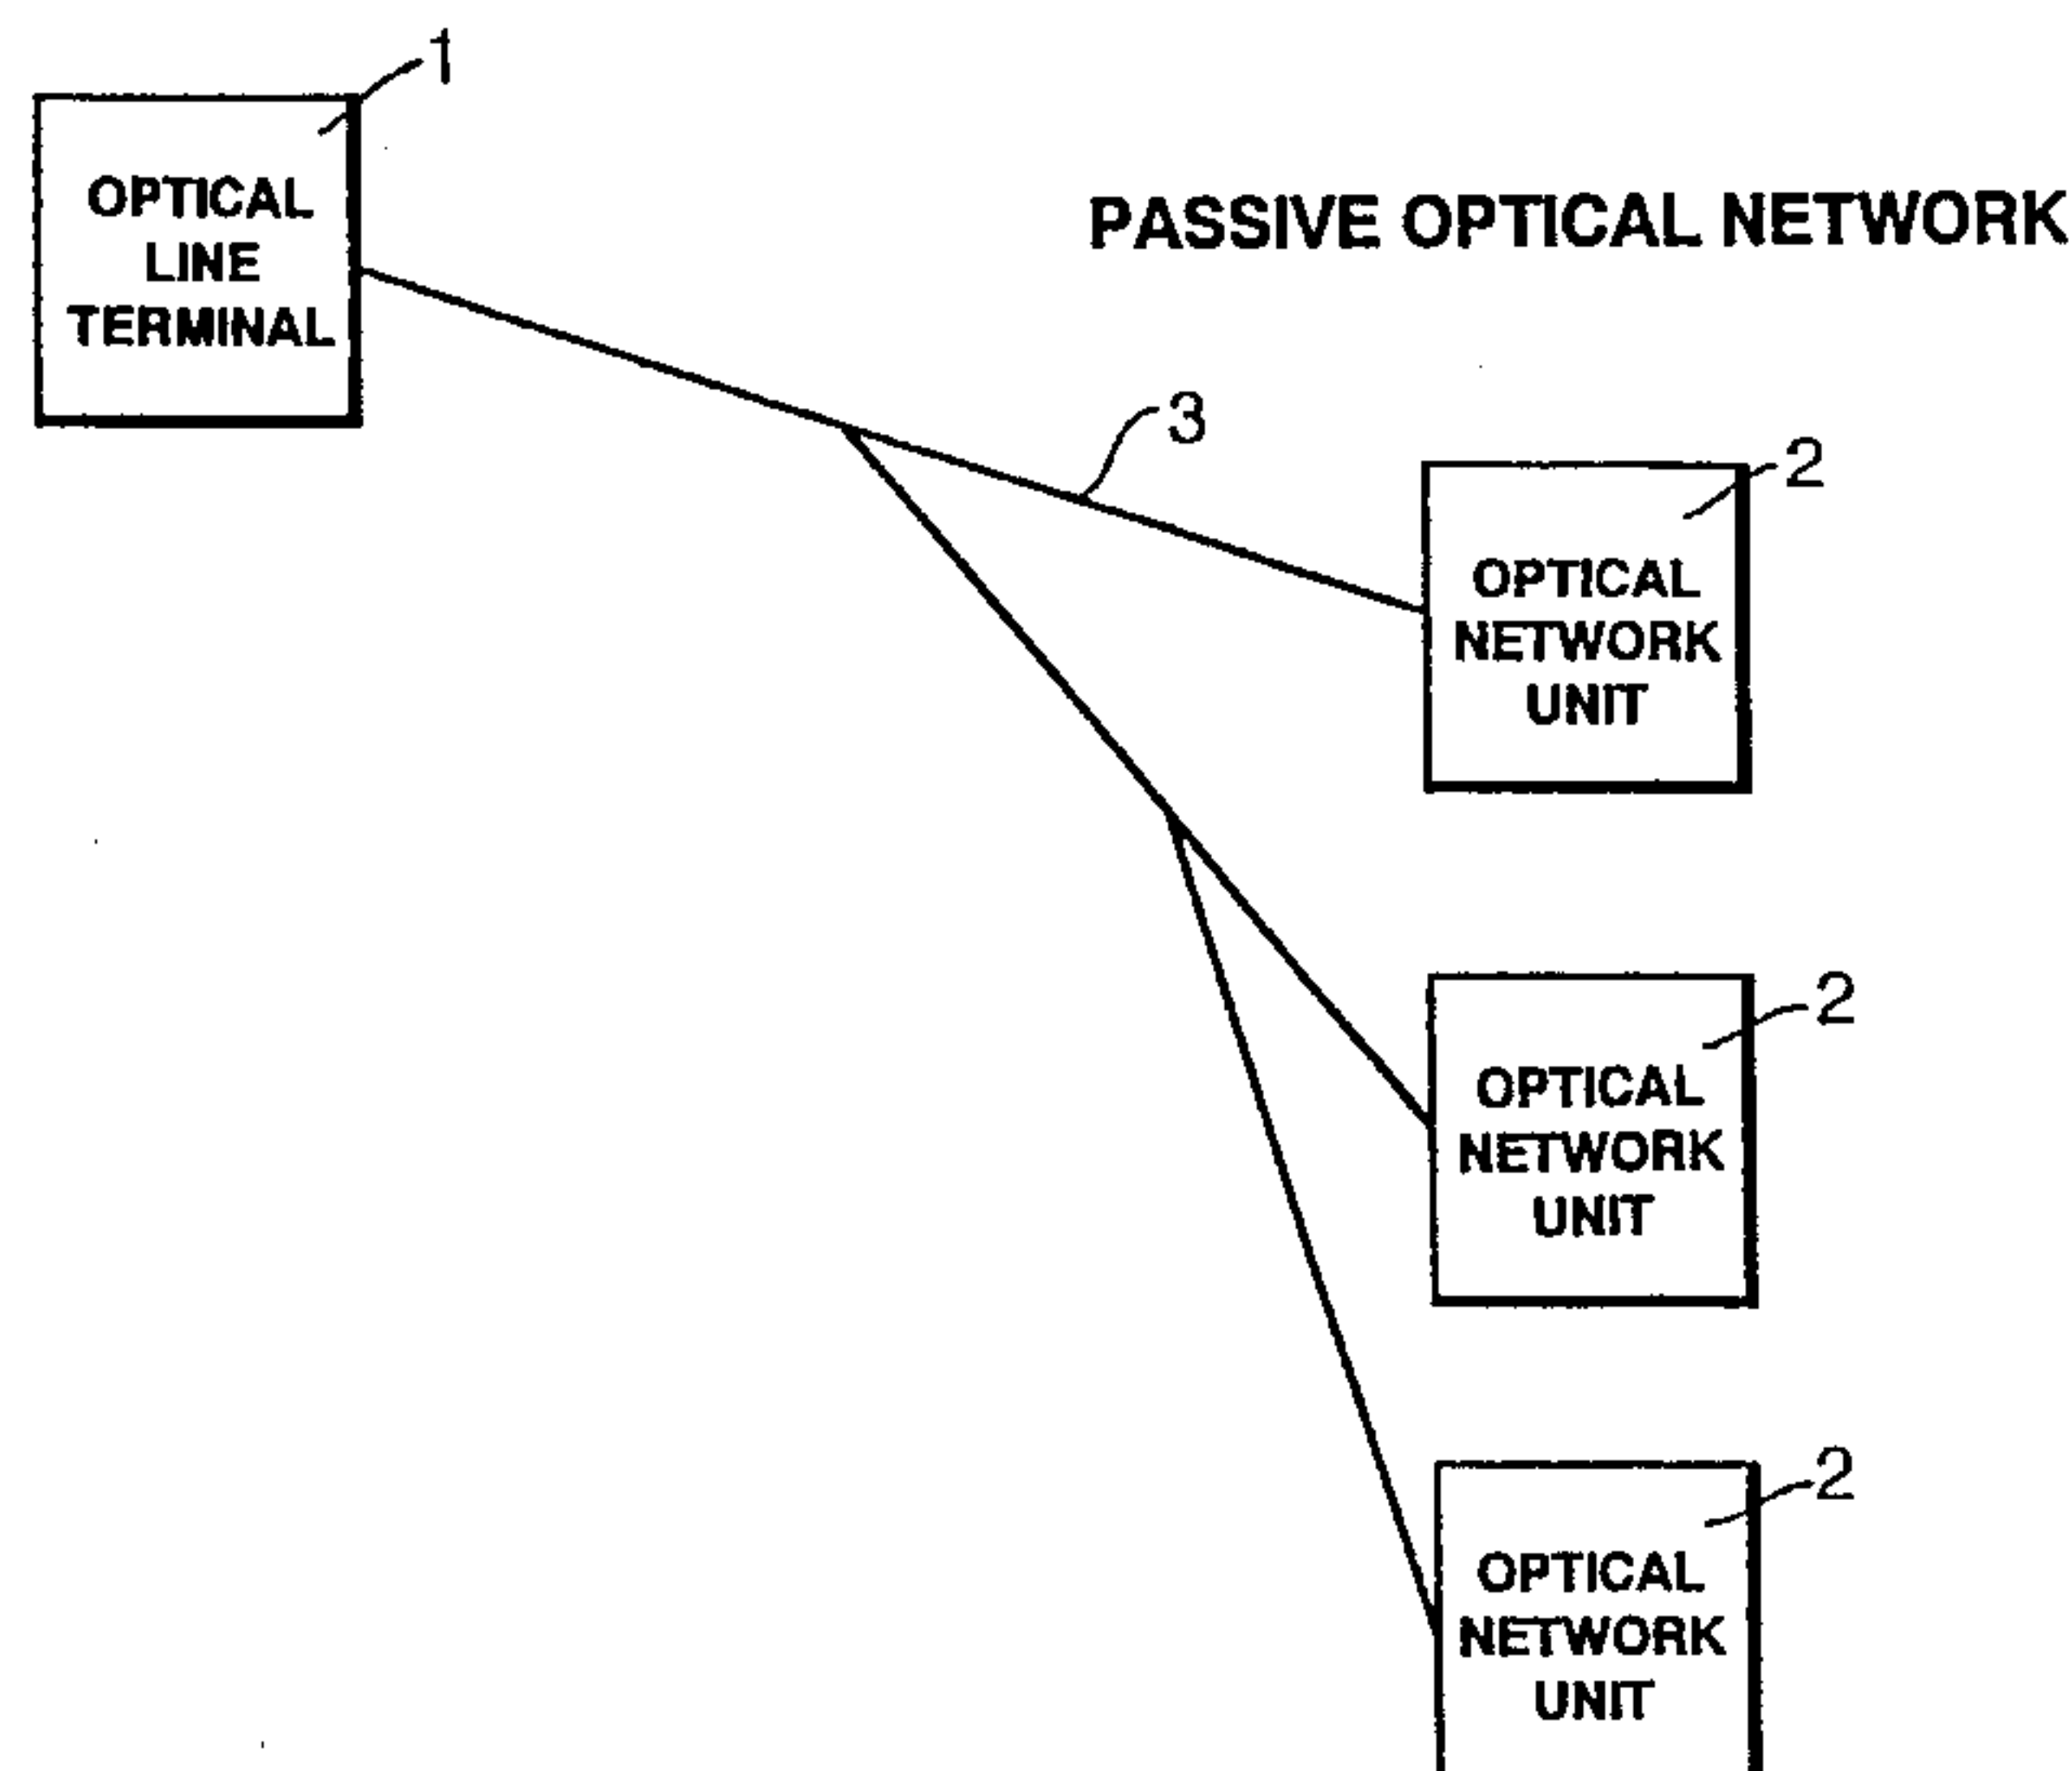 1
OPTICAL
LINE
TERMINAL
PASSIVE OPTICAL NETWORK
3
2
OPTICAL
NETWORK
UNIT
2
OPTICAL
NETWORK
UNIT
2
OPTICAL
NETWORK
UNIT